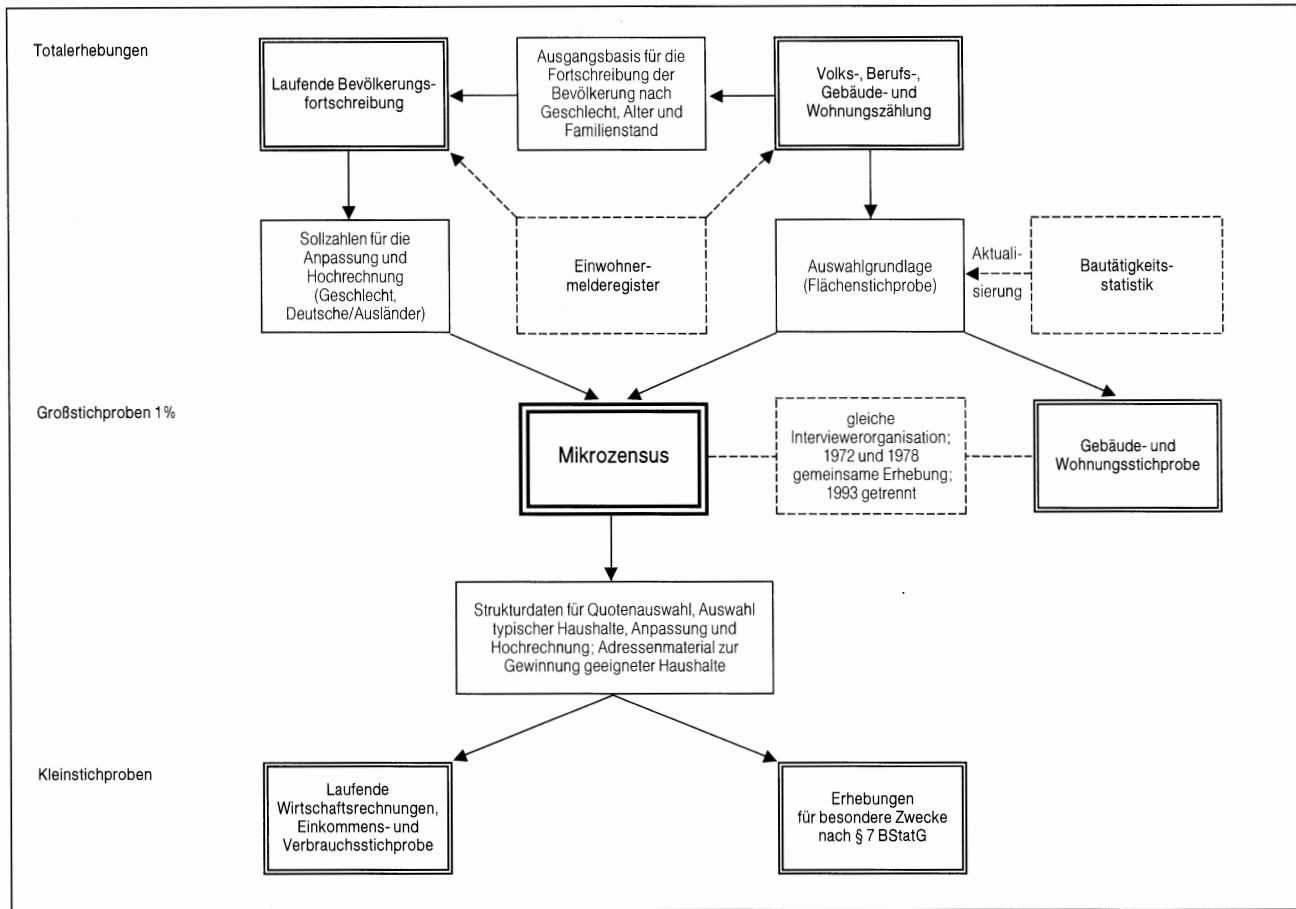 Totalerhebungen
Laufende Bevölkerungs-
fortschreibung
Ausgangsbasis für die
Fortschreibung der
Bevölkerung nach
Geschlecht, Alter und
Familienstand
Volks-, Berufs-,
Gebäude- und
Wohnungszählung
Sollzahlen für die
Anpassung und
Hochrechnung
(Geschlecht,
Deutsche/Ausländer)
Einwohner-
melderegister
Auswahlgrundlage
(Flächenstichprobe)
Aktuali-
sierung
Bautätigkeits-
statistik
Großstichproben 1%
Mikrozensus
gleiche
Interviewerorganisation;
1972 und 1978
gemeinsame Erhebung;
1993 getrennt
Gebäude- und
Wohnungsstichprobe
Strukturdaten für Quotenauswahl, Auswahl
typischer Haushalte, Anpassung und
Hochrechnung; Adressenmaterial zur
Gewinnung geeigneter Haushalte
Kleinstichproben
Laufende
Wirtschaftsrechnungen,
Einkommens- und
Verbrauchsstichprobe
Erhebungen
für besondere Zwecke
nach § 7 BStatG